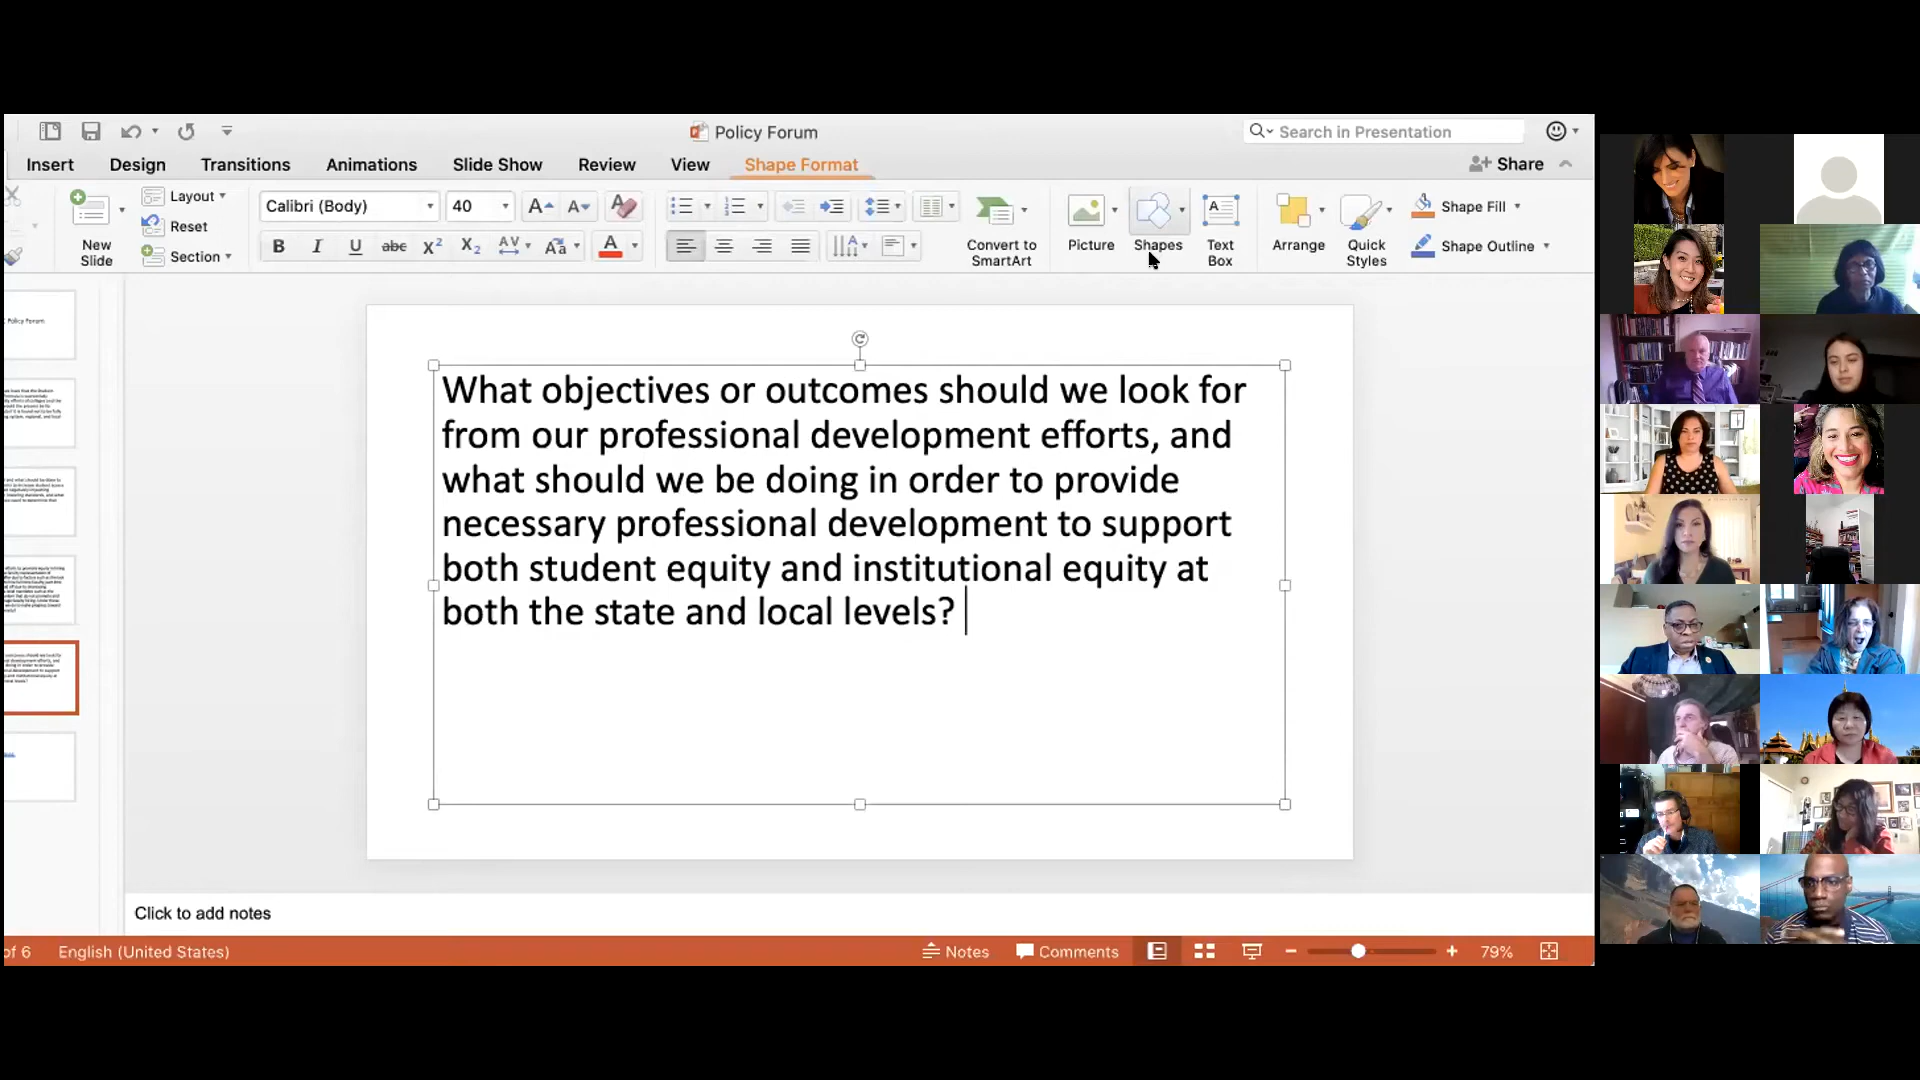 Policy Forum
Search in Presentation
Insert
Design
Transitions
Animations
Slide Show
Review
View
Shape Format
Share
New
Slide
Layout
Reset
Section
Calibri (Body)
40
Convert to
SmartArt
Picture
Shapes
Text
Box
Arrange
Quick
Styles
Shape Fill
Shape Outline
Policy Forum
What objectives or outcomes should we look for
from our professional development efforts, and
what should we be doing in order to provide
necessary professional development to support
both student equity and institutional equity at
both the state and local levels?
Click to add notes
of 6
English (United States)
Notes
Comments
79%